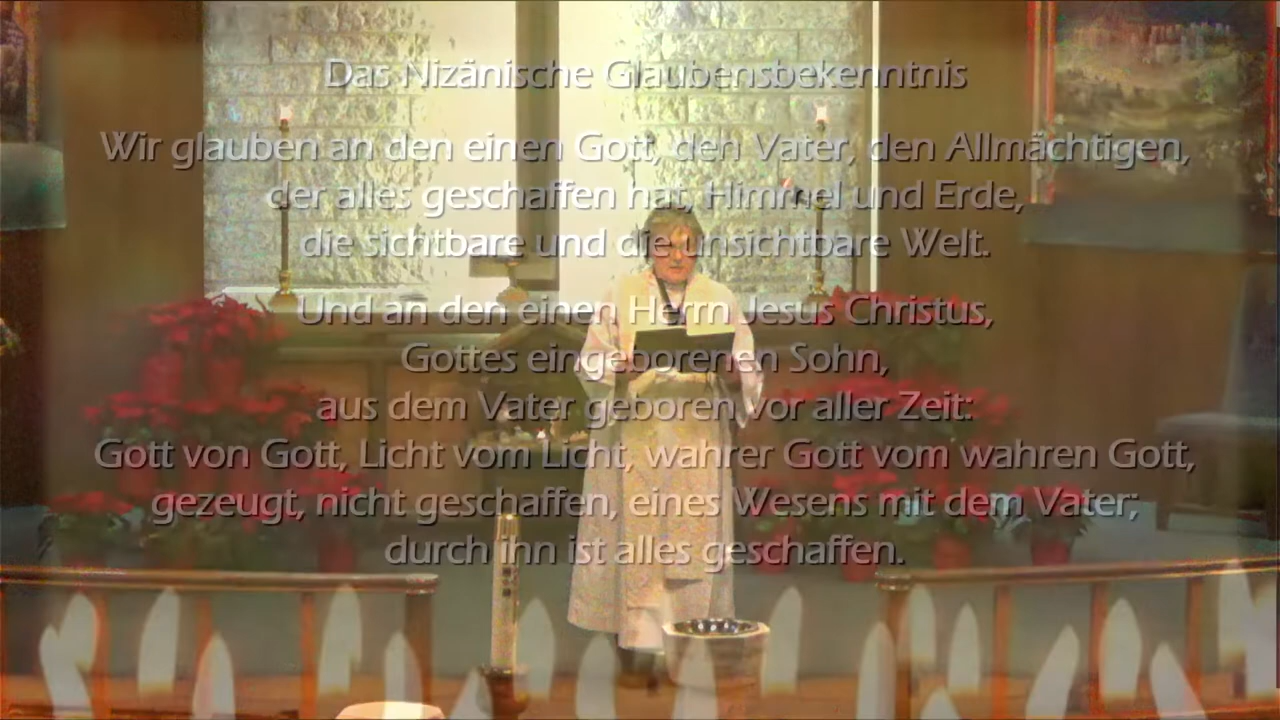 Das Nizänische Glaubensbekenntnis
Wir glauben an den einen Gott, den Vater, den Allmächtigen,
der alles geschaffen hat, Himmel und Erde,
die sichtbare und die unsichtbare Welt.
Und an den einen Herrn Jesus Christus,
Gottes eingeborenen Sohn,
aus dem Vater geboren vor aller Zeit:
Gott von Gott, Licht vom Licht, wahrer Gott vom wahren Gott,
gezeugt, nicht geschaffen, eines Wesens mit dem Vater;
durch ihn ist alles geschaffen.